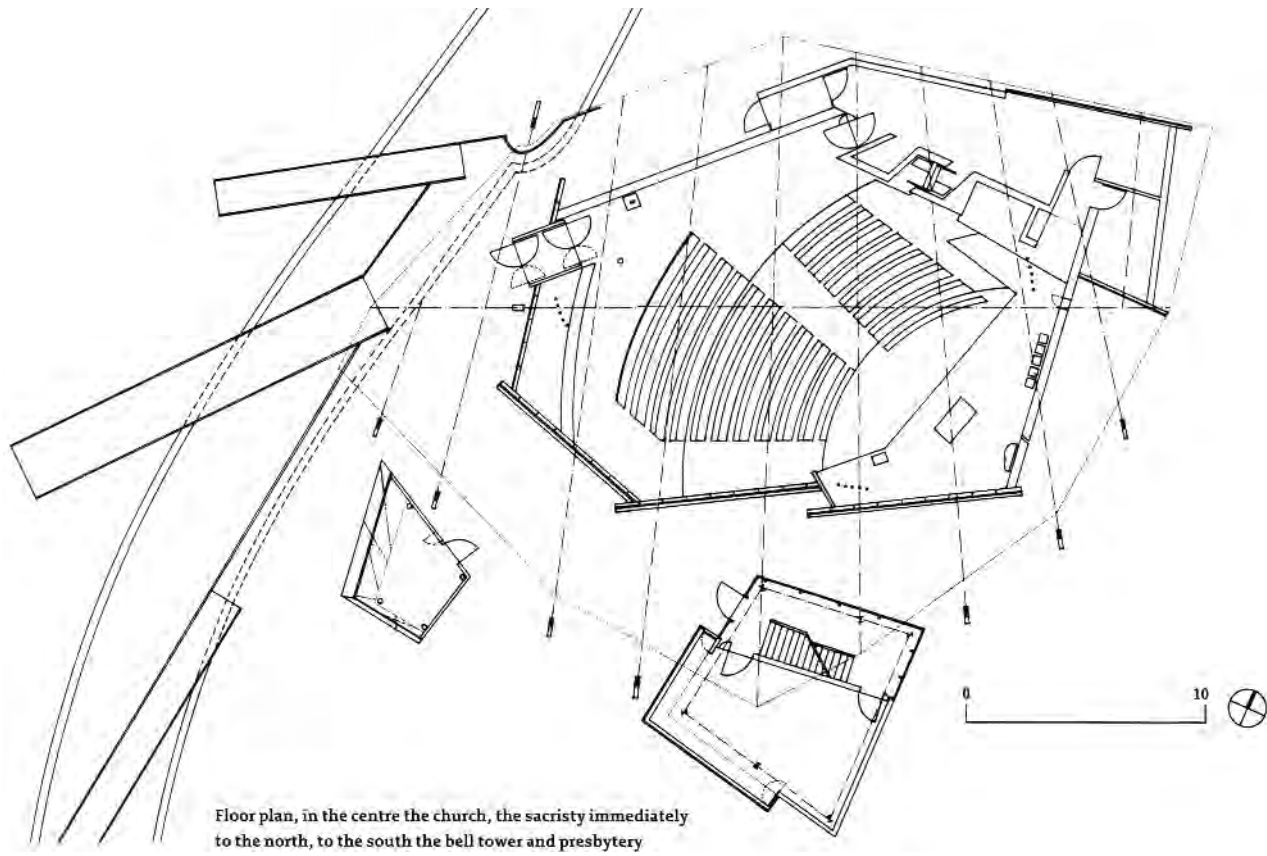 0 10
Floor plan, in the centre the church, the sacristy immediately
to the north, to the south the bell tower and presbytery